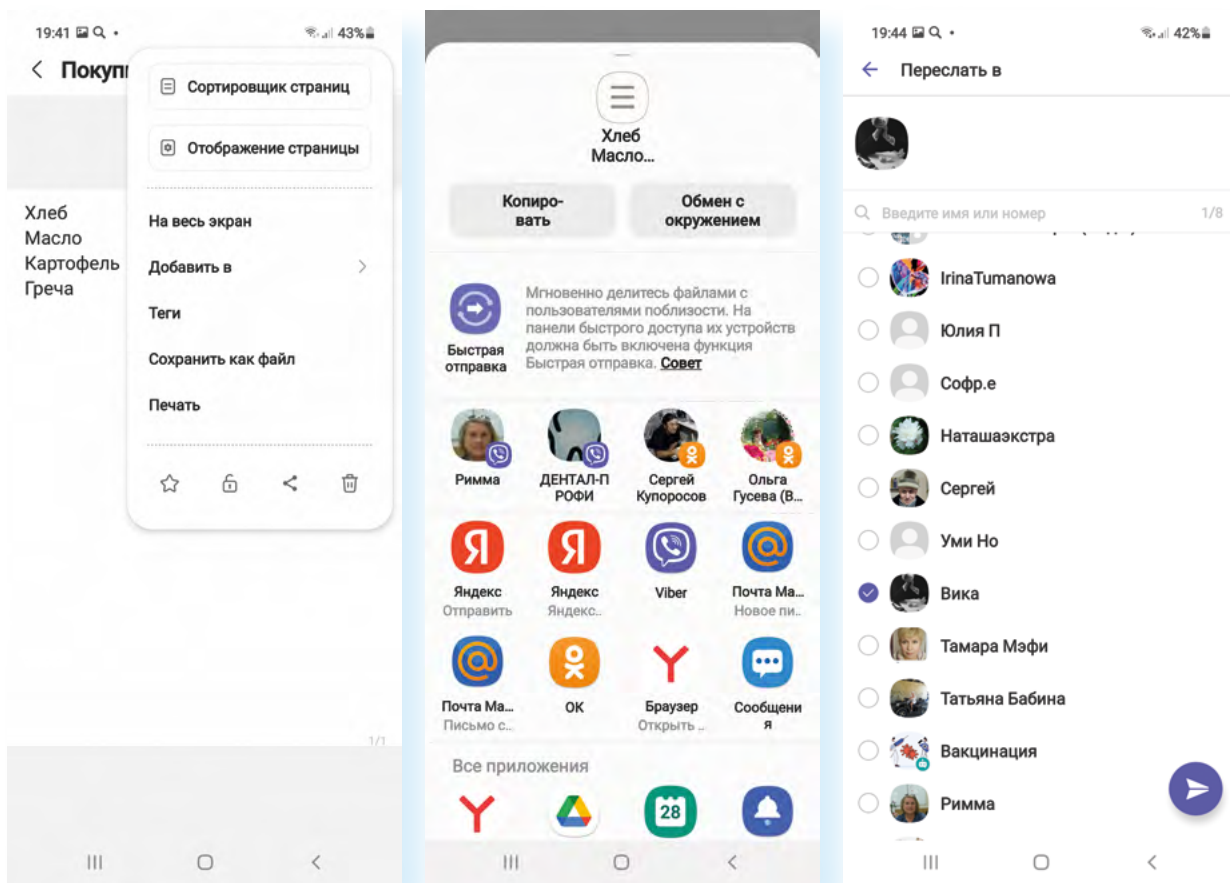 19:41
43%
Покуп
Сортировщик страниц
Отображение страницы
Хлеб
Масло
Картофель
Греча
На весь экран
Добавить в
Теги
Сохранить как файл
Печать
1/1
Хлеб
Масло...
Копиро-
вать
Обмен с
окружением
Быстрая
отправка
Мгновенно делитесь файлами с
пользователями поблизости. На
панели быстрого доступа их устройств
должна быть включена функция
Быстрая отправка. Совет
Римма
ДЕНТАЛ-П
РОФИ
Сергей
Купоросов
Ольга
Гусева (В...
Яндекс
Отправить
Яндекс
Яндекс..
Viber
Почта Ma...
Новое пи..
Почта Ma...
Письмо с..
OK
Браузер
Открыть ..
Сообщени
я
Все приложения
28
19:44
42%
Переслать в
Введите имя или номер
1/8
IrinaTumanowa
Юлия П
Софр.е
Наташаэкстра
Сергей
Уми Но
Вика
Тамара Мэфи
Татьяна Бабина
Вакцинация
Римма